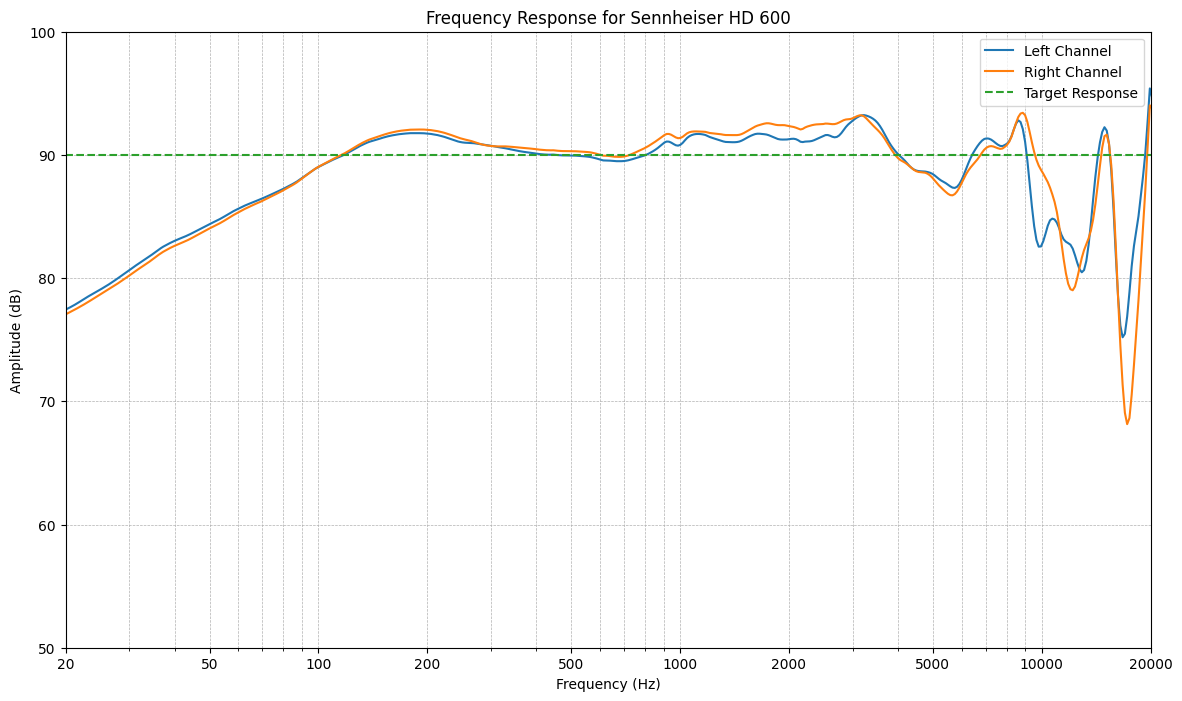 Frequency Response for Sennheiser HD 600
100
90
80
70
60
50
Amplitude (dB)
Left Channel
Right Channel
Target Response
20
50
100
200
500
1000
2000
5000
10000
20000
Frequency (Hz)